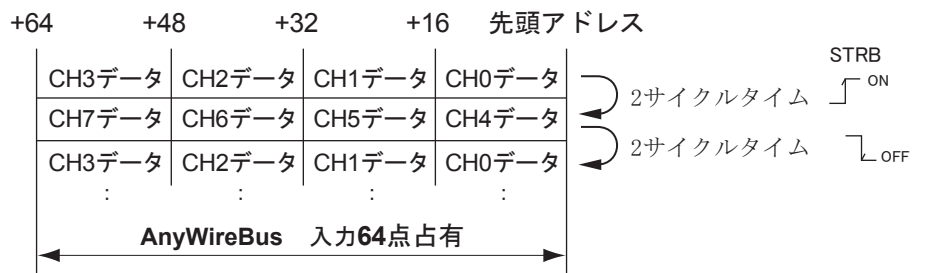 +64 +48 +32 +16 先頭アドレス
STRB
CH3データ CH2データ CH1データ CH0データ
2サイクルタイム ON
CH7データ CH6データ CH5データ CH4データ
2サイクルタイム OFF
CH3データ CH2データ CH1データ CH0データ
: : : :
AnyWireBus 入力64点占有